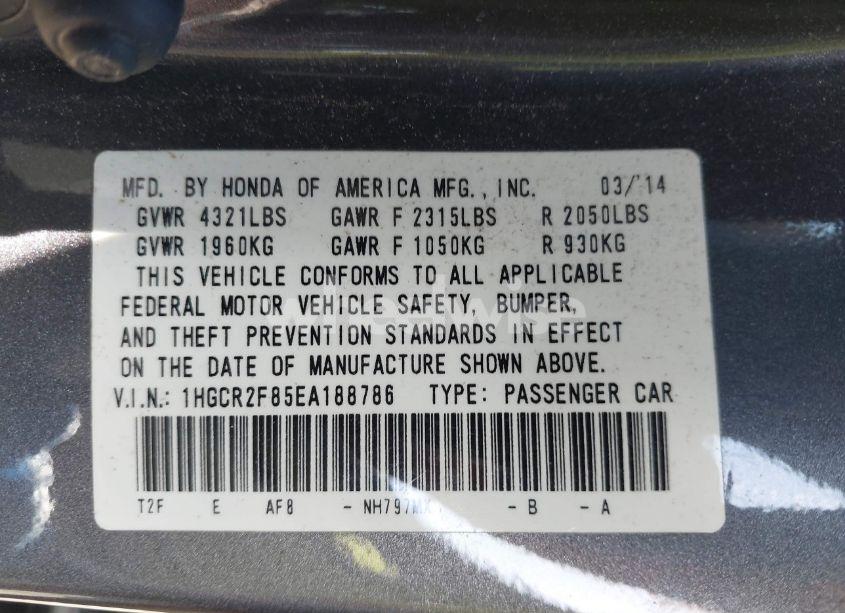 MFD. BY HONDA OF AMERICA MFG., INC. 03/'14
GVWR 4321LBS GAWR F 2315LBS R 2050LBS
GVWR 1960KG GAWR F 1050KG R 930KG
THIS VEHICLE CONFORMS TO ALL APPLICABLE
FEDERAL MOTOR VEHICLE SAFETY, BUMPER,
AND THEFT PREVENTION STANDARDS IN EFFECT
ON THE DATE OF MANUFACTURE SHOWN ABOVE.
V.I.N.: 1HGCR2F85EA188786 TYPE: PASSENGER CAR
T2F E AF8 - NH797MX - B - A